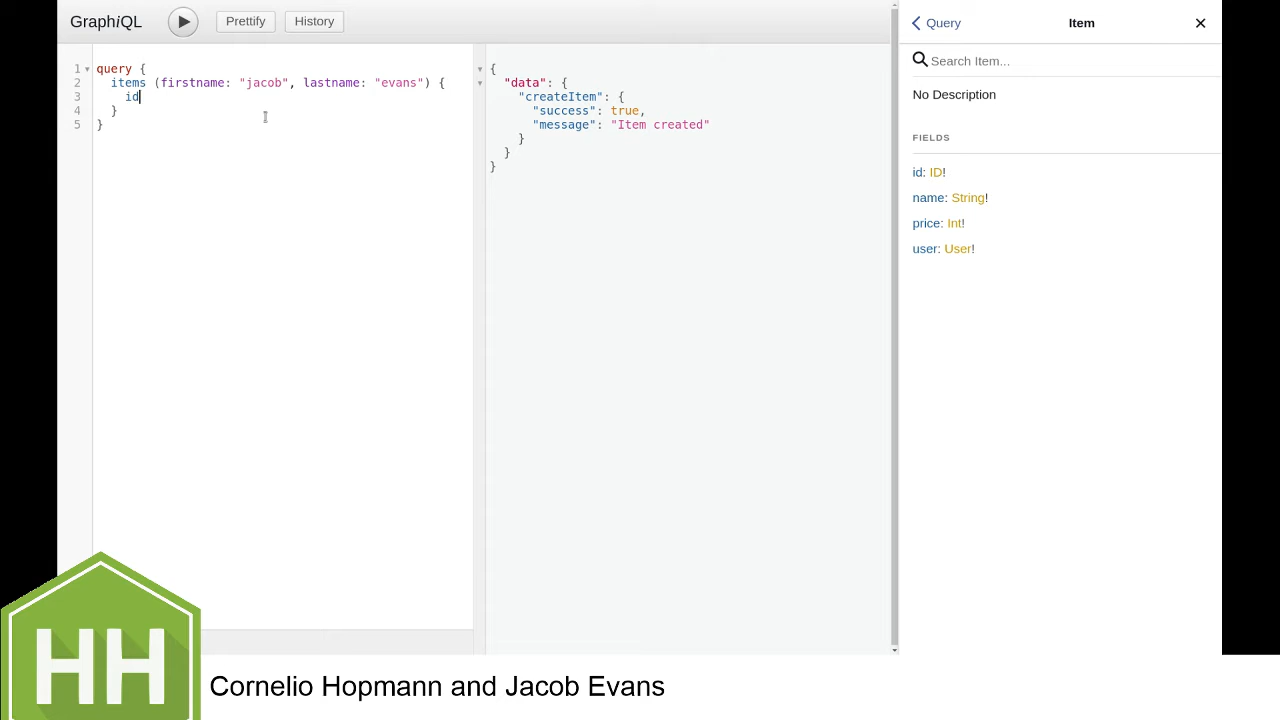 GraphiQL
Prettify
History
Query
Item
Search Item...
No Description
FIELDS
id: ID!
name: String!
price: Int!
user: User!
1 query {
2 items (firstname: "jacob", lastname: "evans") {
3 id
4 }
5 }
{
"data": {
"createItem": {
"success": true,
"message": "Item created"
}
}
}
HH
Cornelio Hopmann and Jacob Evans